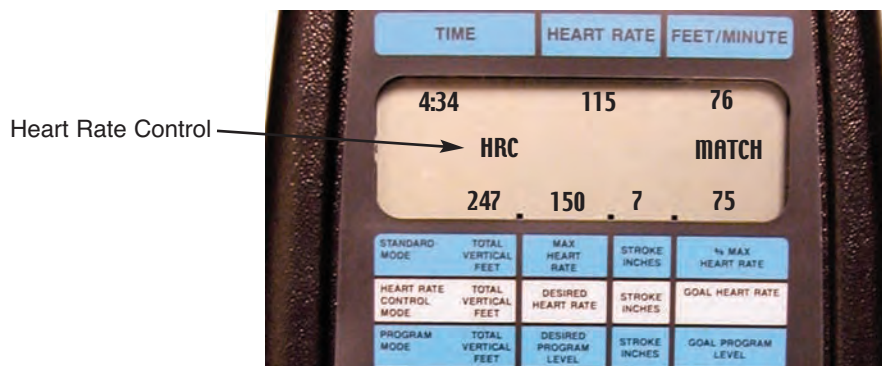 TIME HEART RATE FEET/MINUTE
4:34 115 76
Heart Rate Control
HRC MATCH
247 150 7 75
STANDARD MODE TOTAL VERTICAL FEET MAX HEART RATE STROKE INCHES % MAX HEART RATE
HEART RATE CONTROL MODE TOTAL VERTICAL FEET DESIRED HEART RATE STROKE INCHES GOAL HEART RATE
PROGRAM MODE TOTAL VERTICAL FEET DESIRED PROGRAM LEVEL STROKE INCHES GOAL PROGRAM LEVEL